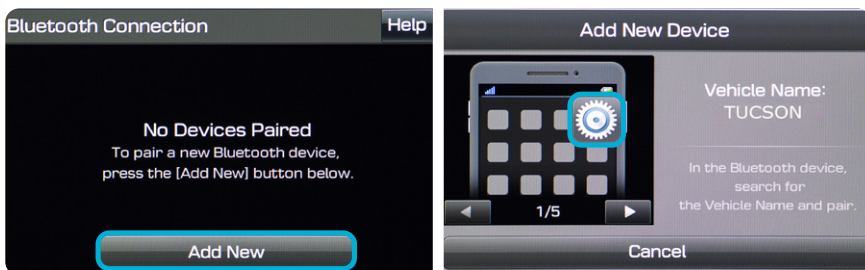 Bluetooth Connection
Help
No Devices Paired
To pair a new Bluetooth device,
press the [Add New] button below.
Add New
Add New Device
Vehicle Name:
TUCSON
In the Bluetooth device,
search for
the Vehicle Name and pair.
1/5
Cancel